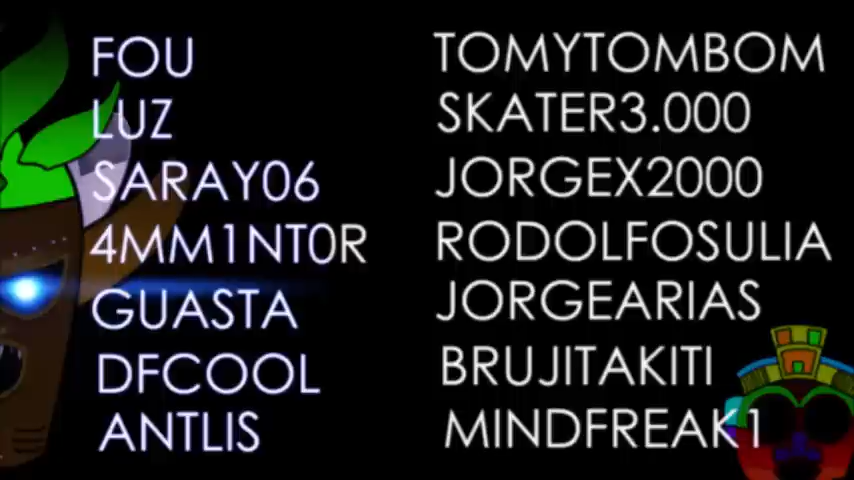 FOU
LUZ
SARAY06
4MM1NT0R
GUASTA
DFCOOL
ANTLIS
TOMYTOMBOM
SKATER3.000
JORGEX2000
RODOLFOSULIA
JORGEARIAS
BRUJITAKITI
MINDFREAK1